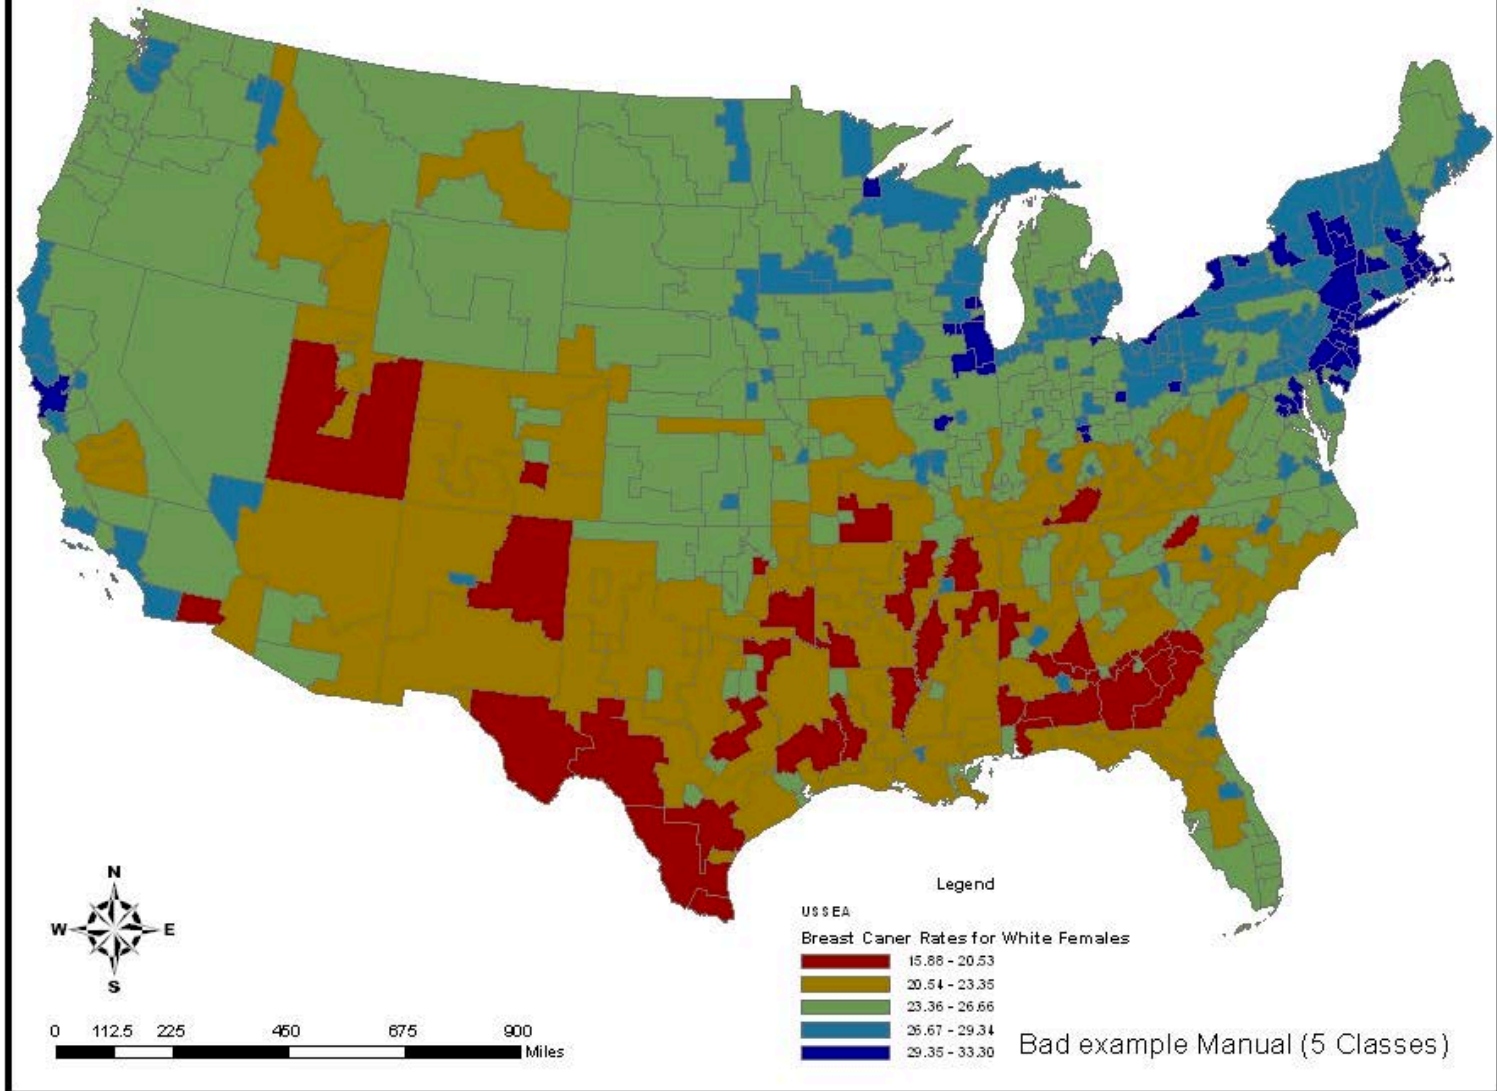 N
W E
S
0 112.5 225 450 675 900
Miles
Legend
USSEA
Breast Caner Rates for White Females
15.88 - 20.53
20.54 - 23.35
23.36 - 26.66
26.67 - 29.34
29.35 - 33.30
Bad example Manual (5 Classes)